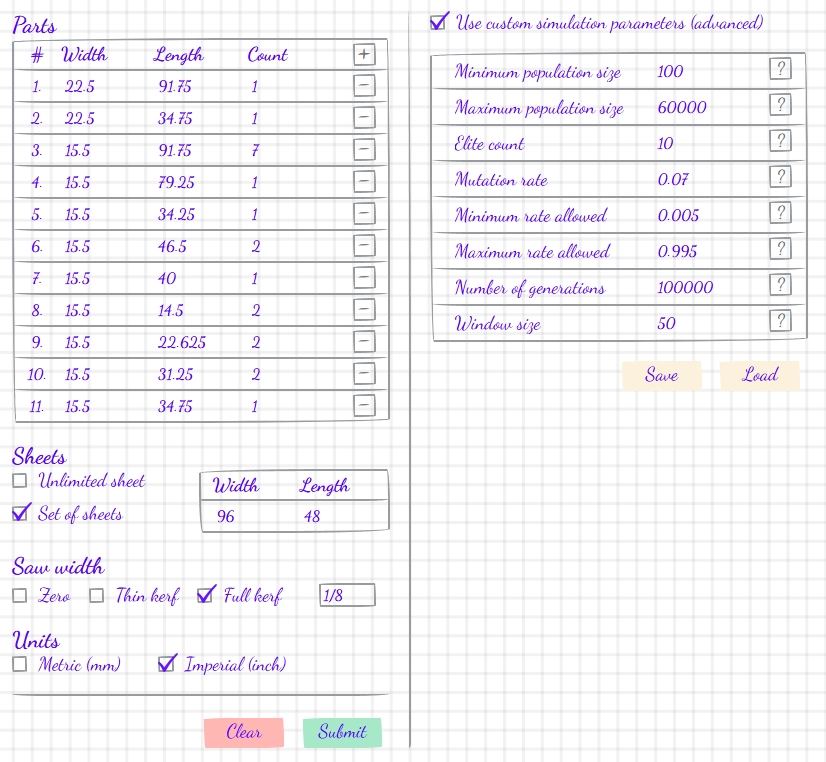 Parts
# Width Length Count +
1. 22.5 91.75 1 −
2. 22.5 34.75 1 −
3. 15.5 91.75 7 −
4. 15.5 79.25 1 −
5. 15.5 34.25 1 −
6. 15.5 46.5 2 −
7. 15.5 40 1 −
8. 15.5 14.5 2 −
9. 15.5 22.625 2 −
10. 15.5 31.25 2 −
11. 15.5 34.75 1 −
Sheets
Unlimited sheet
Set of sheets
Width Length
96 48
Saw width
Zero Thin kerf Full kerf 1/8
Units
Metric (mm) Imperial (inch)
Clear Submit
Use custom simulation parameters (advanced)
Minimum population size 100 ?
Maximum population size 60000 ?
Elite count 10 ?
Mutation rate 0.07 ?
Minimum rate allowed 0.005 ?
Maximum rate allowed 0.995 ?
Number of generations 100000 ?
Window size 50 ?
Save Load